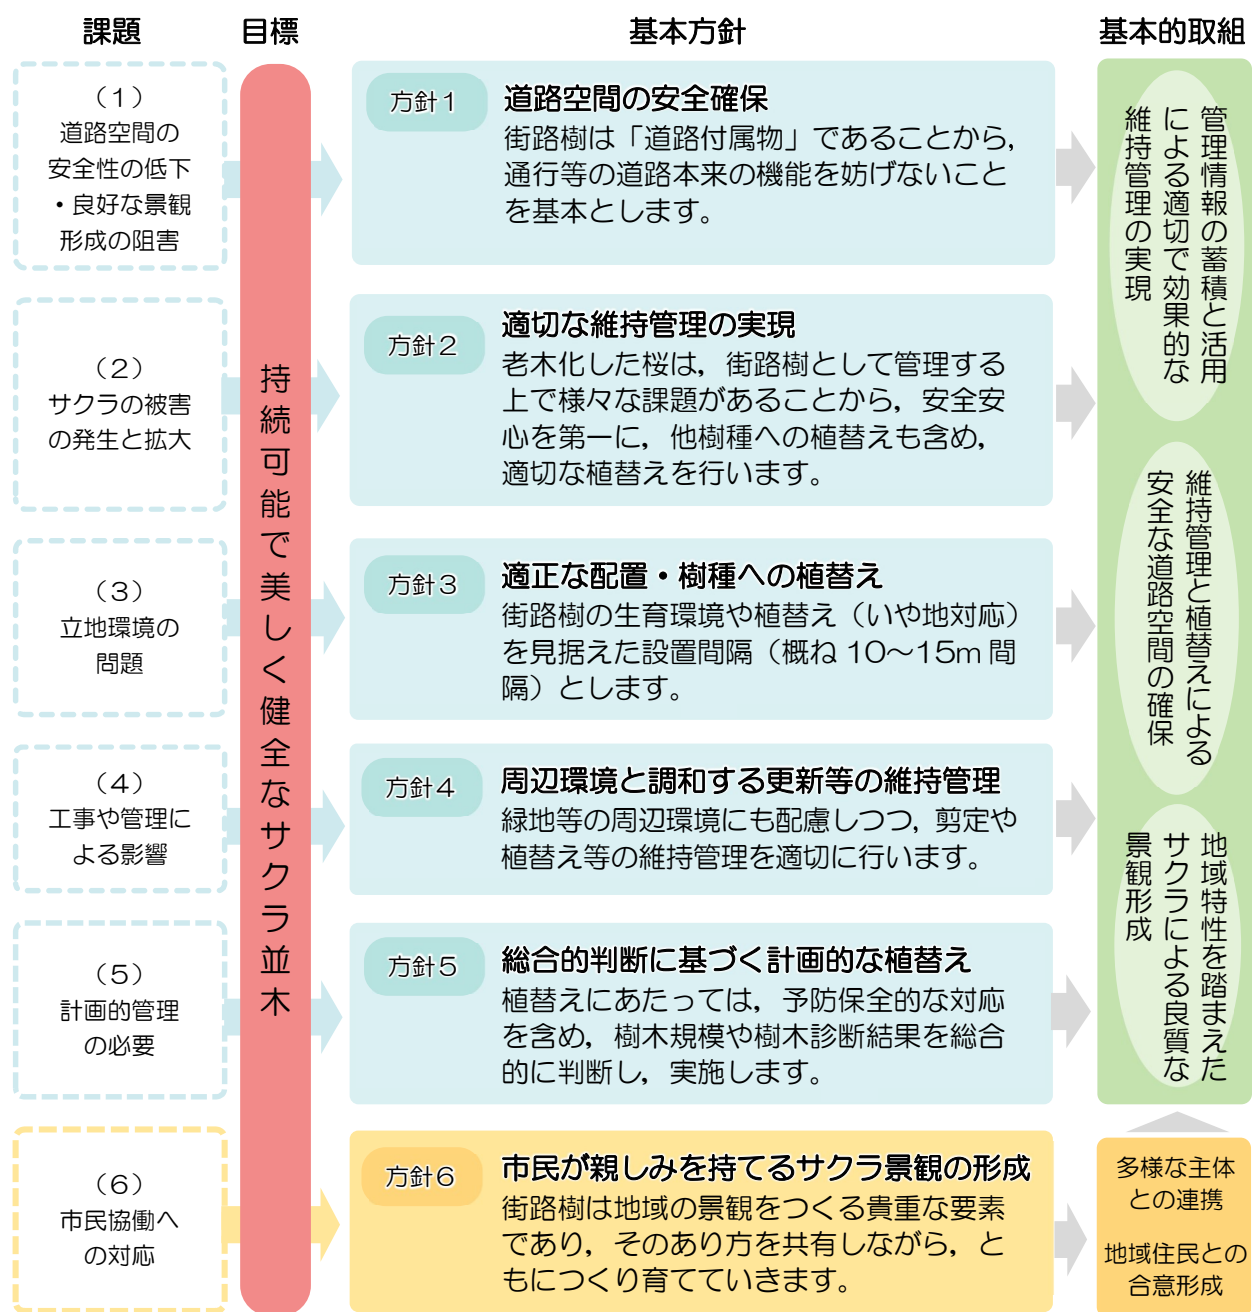 課題
目標
基本方針
基本的取組
（1）
道路空間の
安全性の低下
・良好な景観
形成の阻害
（2）
サクラの被害
の発生と拡大
（3）
立地環境の
問題
（4）
工事や管理に
よる影響
（5）
計画的管理
の必要
（6）
市民協働へ
の対応
持続可能で美しく健全なサクラ並木
方針1
道路空間の安全確保
街路樹は「道路付属物」であることから，
通行等の道路本来の機能を妨げないこと
を基本とします。
方針2
適切な維持管理の実現
老木化した桜は，街路樹として管理する
上で様々な課題があることから，安全安
心を第一に，他樹種への植替えも含め，
適切な植替えを行います。
方針3
適正な配置・樹種への植替え
街路樹の生育環境や植替え（いや地対応）
を見据えた設置間隔（概ね 10～15m 間
隔）とします。
方針4
周辺環境と調和する更新等の維持管理
緑地等の周辺環境にも配慮しつつ，剪定や
植替え等の維持管理を適切に行います。
方針5
総合的判断に基づく計画的な植替え
植替えにあたっては，予防保全的な対応
を含め，樹木規模や樹木診断結果を総合
的に判断し，実施します。
方針6
市民が親しみを持てるサクラ景観の形成
街路樹は地域の景観をつくる貴重な要素
であり，そのあり方を共有しながら，と
もにつくり育てていきます。
管理情報の蓄積と活用
による適切で効果的な
維持管理の実現
維持管理と植替えによる
安全な道路空間の確保
地域特性を踏まえた
サクラによる良質な
景観形成
多様な主体
との連携
地域住民との
合意形成